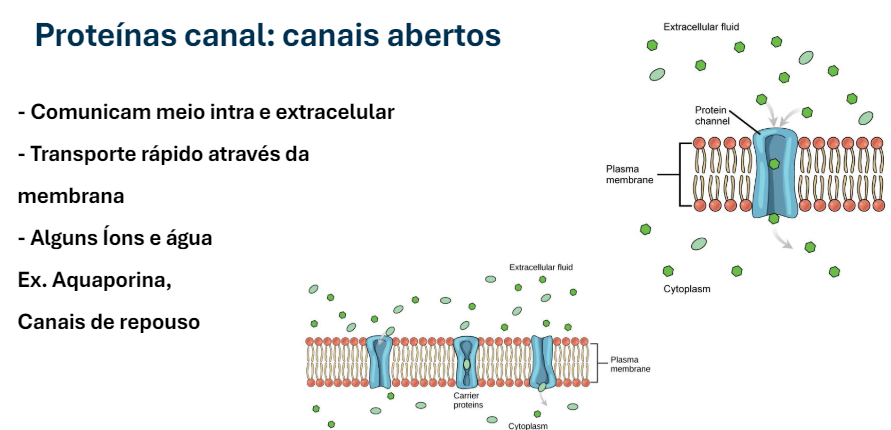 Proteínas canal: canais abertos
- Comunicam meio intra e extracelular
- Transporte rápido através da
membrana
- Alguns Íons e água
Ex. Aquaporina,
Canais de repouso
Extracellular fluid
Protein
channel
Plasma
membrane
Cytoplasm
Extracellular fluid
Plasma
membrane
Carrier
proteins
Cytoplasm